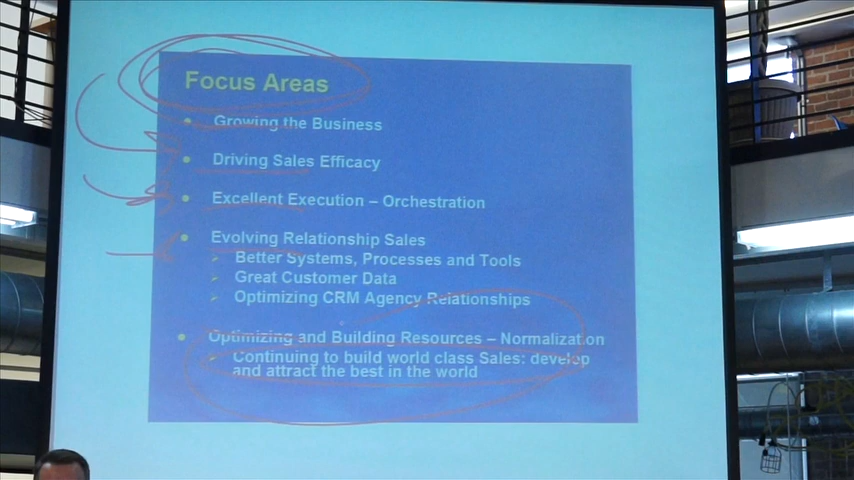 Focus Areas
• Growing the Business
• Driving Sales Efficacy
• Excellent Execution – Orchestration
• Evolving Relationship Sales
➢ Better Systems, Processes and Tools
➢ Great Customer Data
➢ Optimizing CRM Agency Relationships
• Optimizing and Building Resources – Normalization
➢ Continuing to build world class Sales: develop
and attract the best in the world